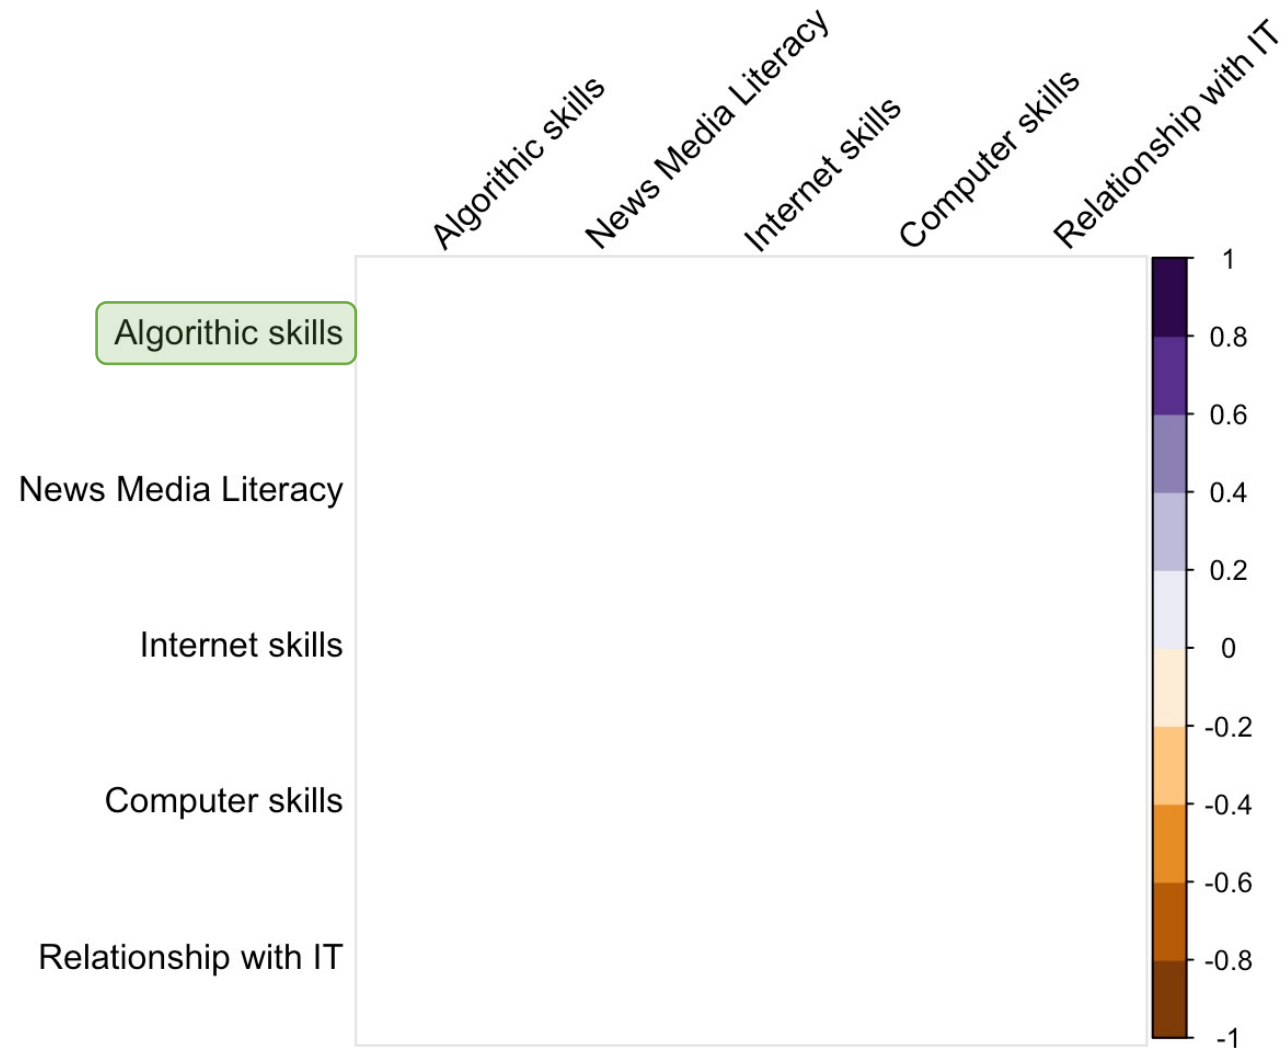 Algorithic skills
News Media Literacy
Internet skills
Computer skills
Relationship with IT
Algorithic skills
News Media Literacy
Internet skills
Computer skills
Relationship with IT
1
0.8
0.6
0.4
0.2
0
-0.2
-0.4
-0.6
-0.8
-1